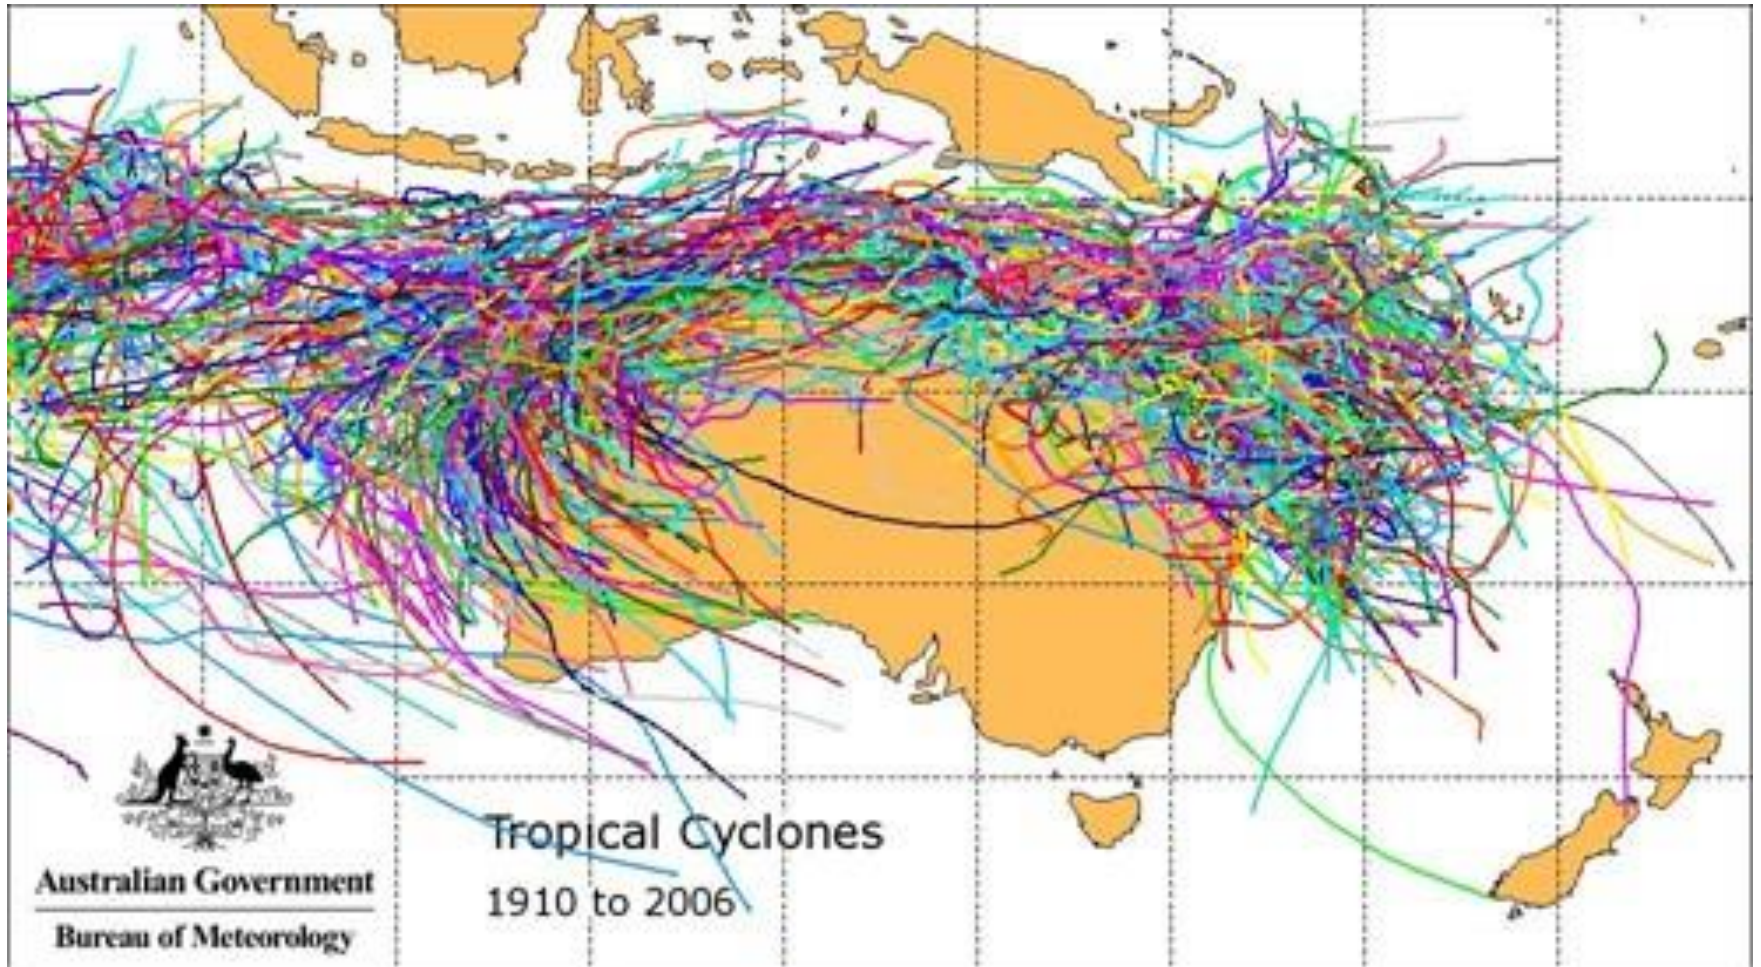 Tropical Cyclones
1910 to 2006
Australian Government
Bureau of Meteorology